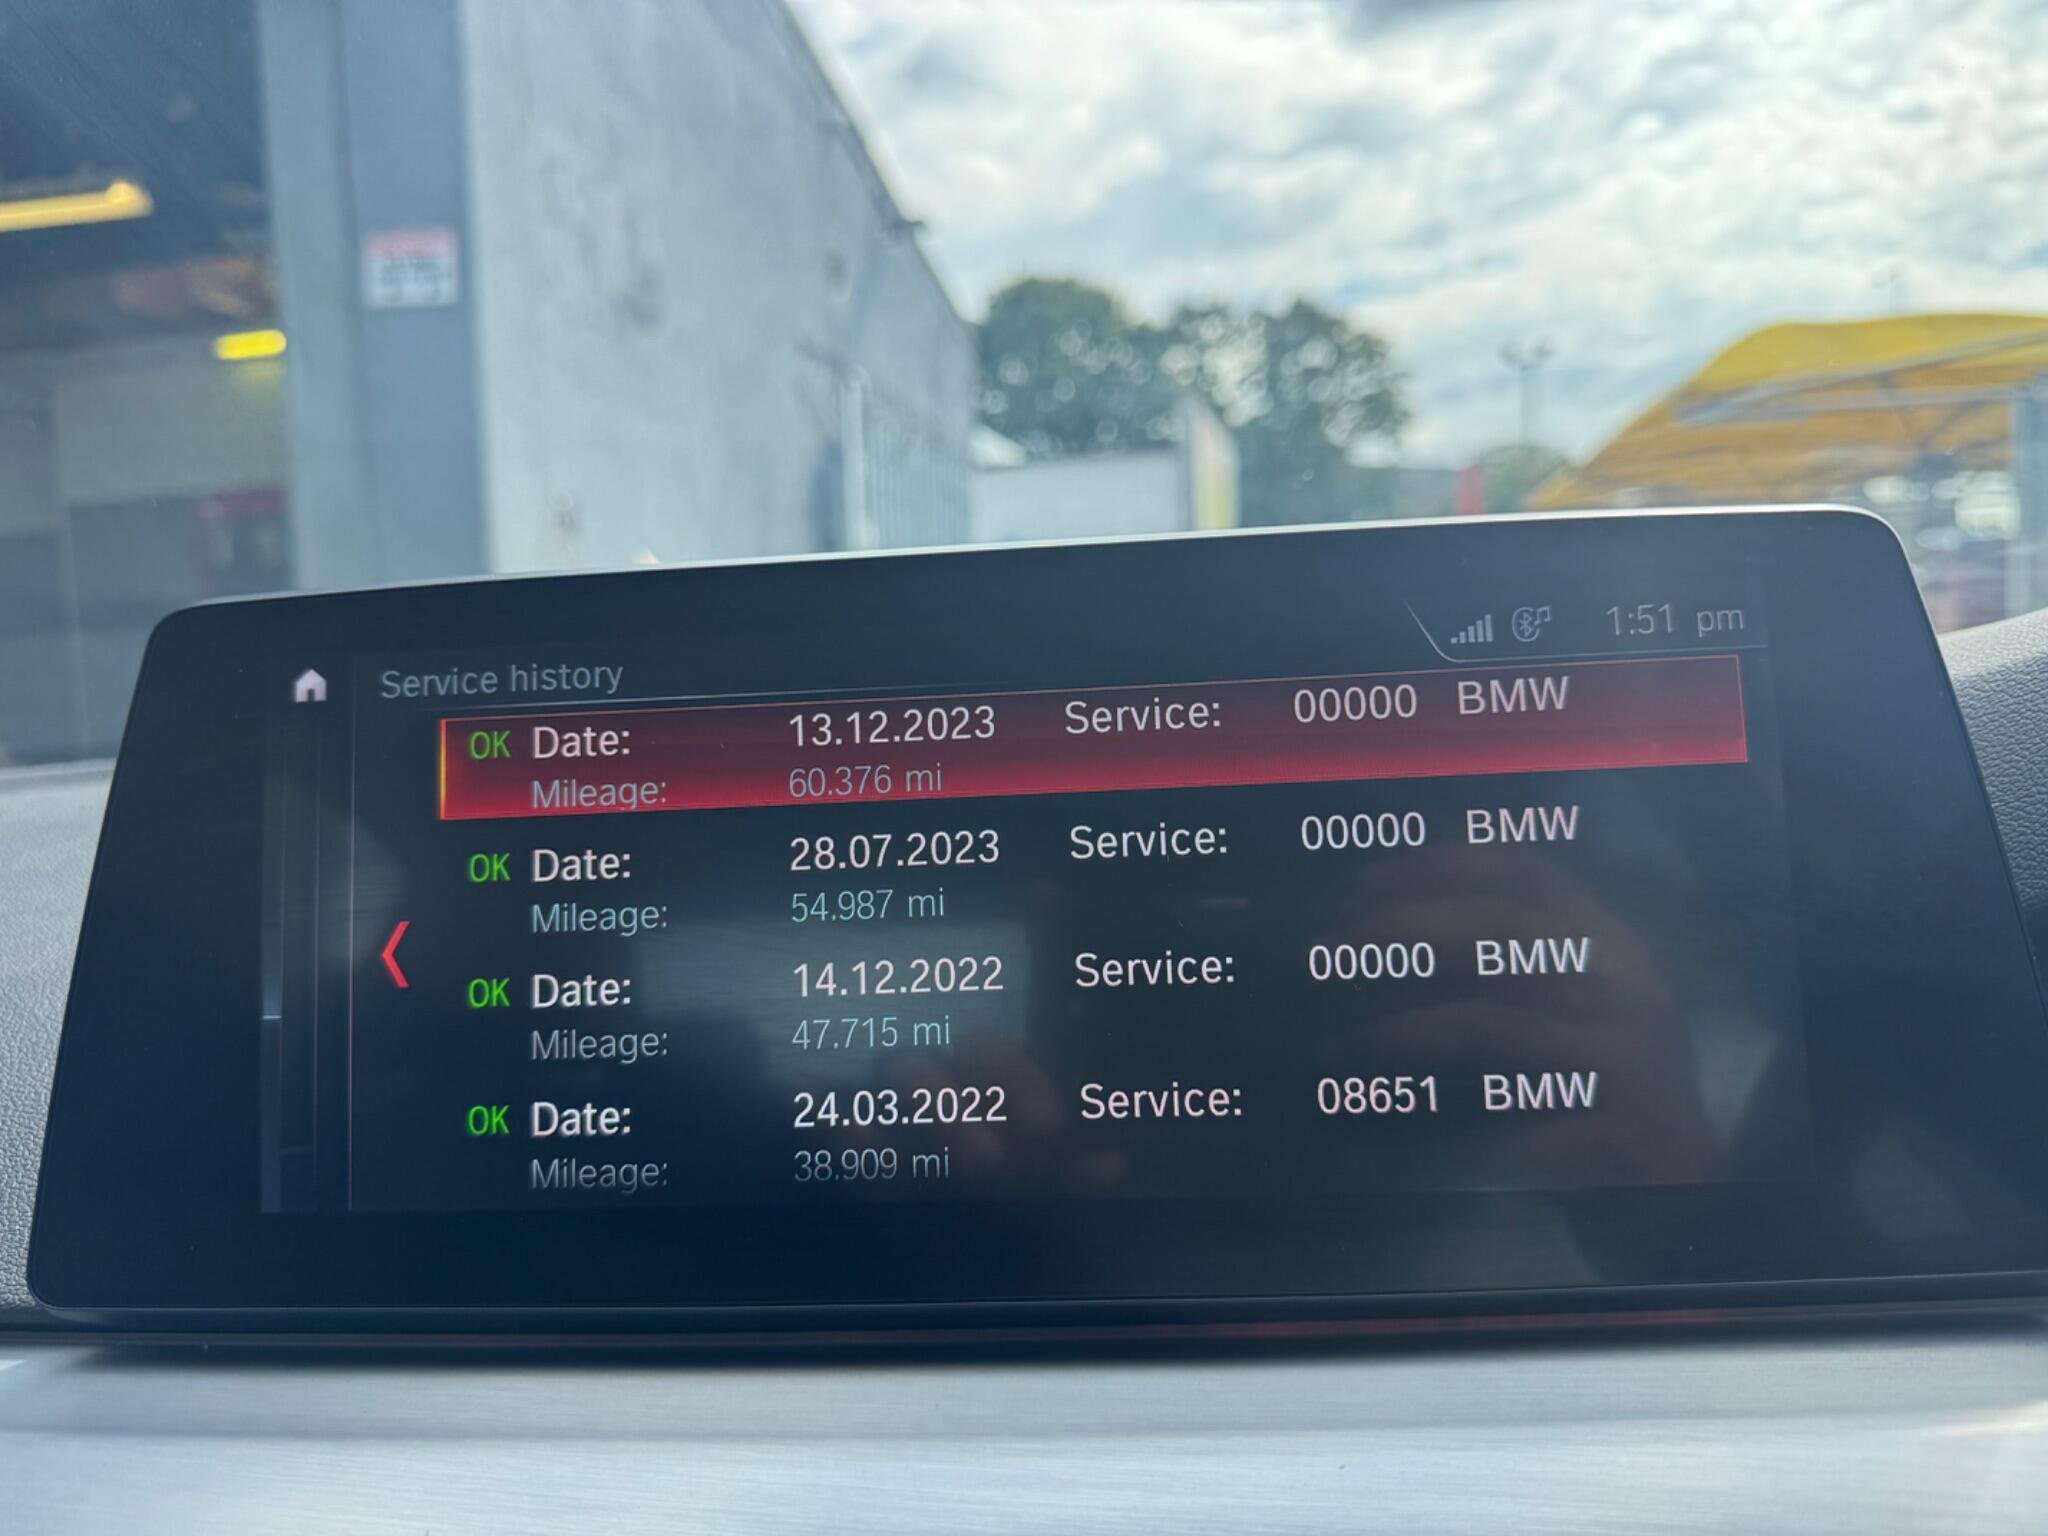 1:51 pm
Service history
OK Date: 13.12.2023 Service: 00000 BMW
Mileage: 60.376 mi
OK Date: 28.07.2023 Service: 00000 BMW
Mileage: 54.987 mi
OK Date: 14.12.2022 Service: 00000 BMW
Mileage: 47.715 mi
OK Date: 24.03.2022 Service: 08651 BMW
Mileage: 38.909 mi